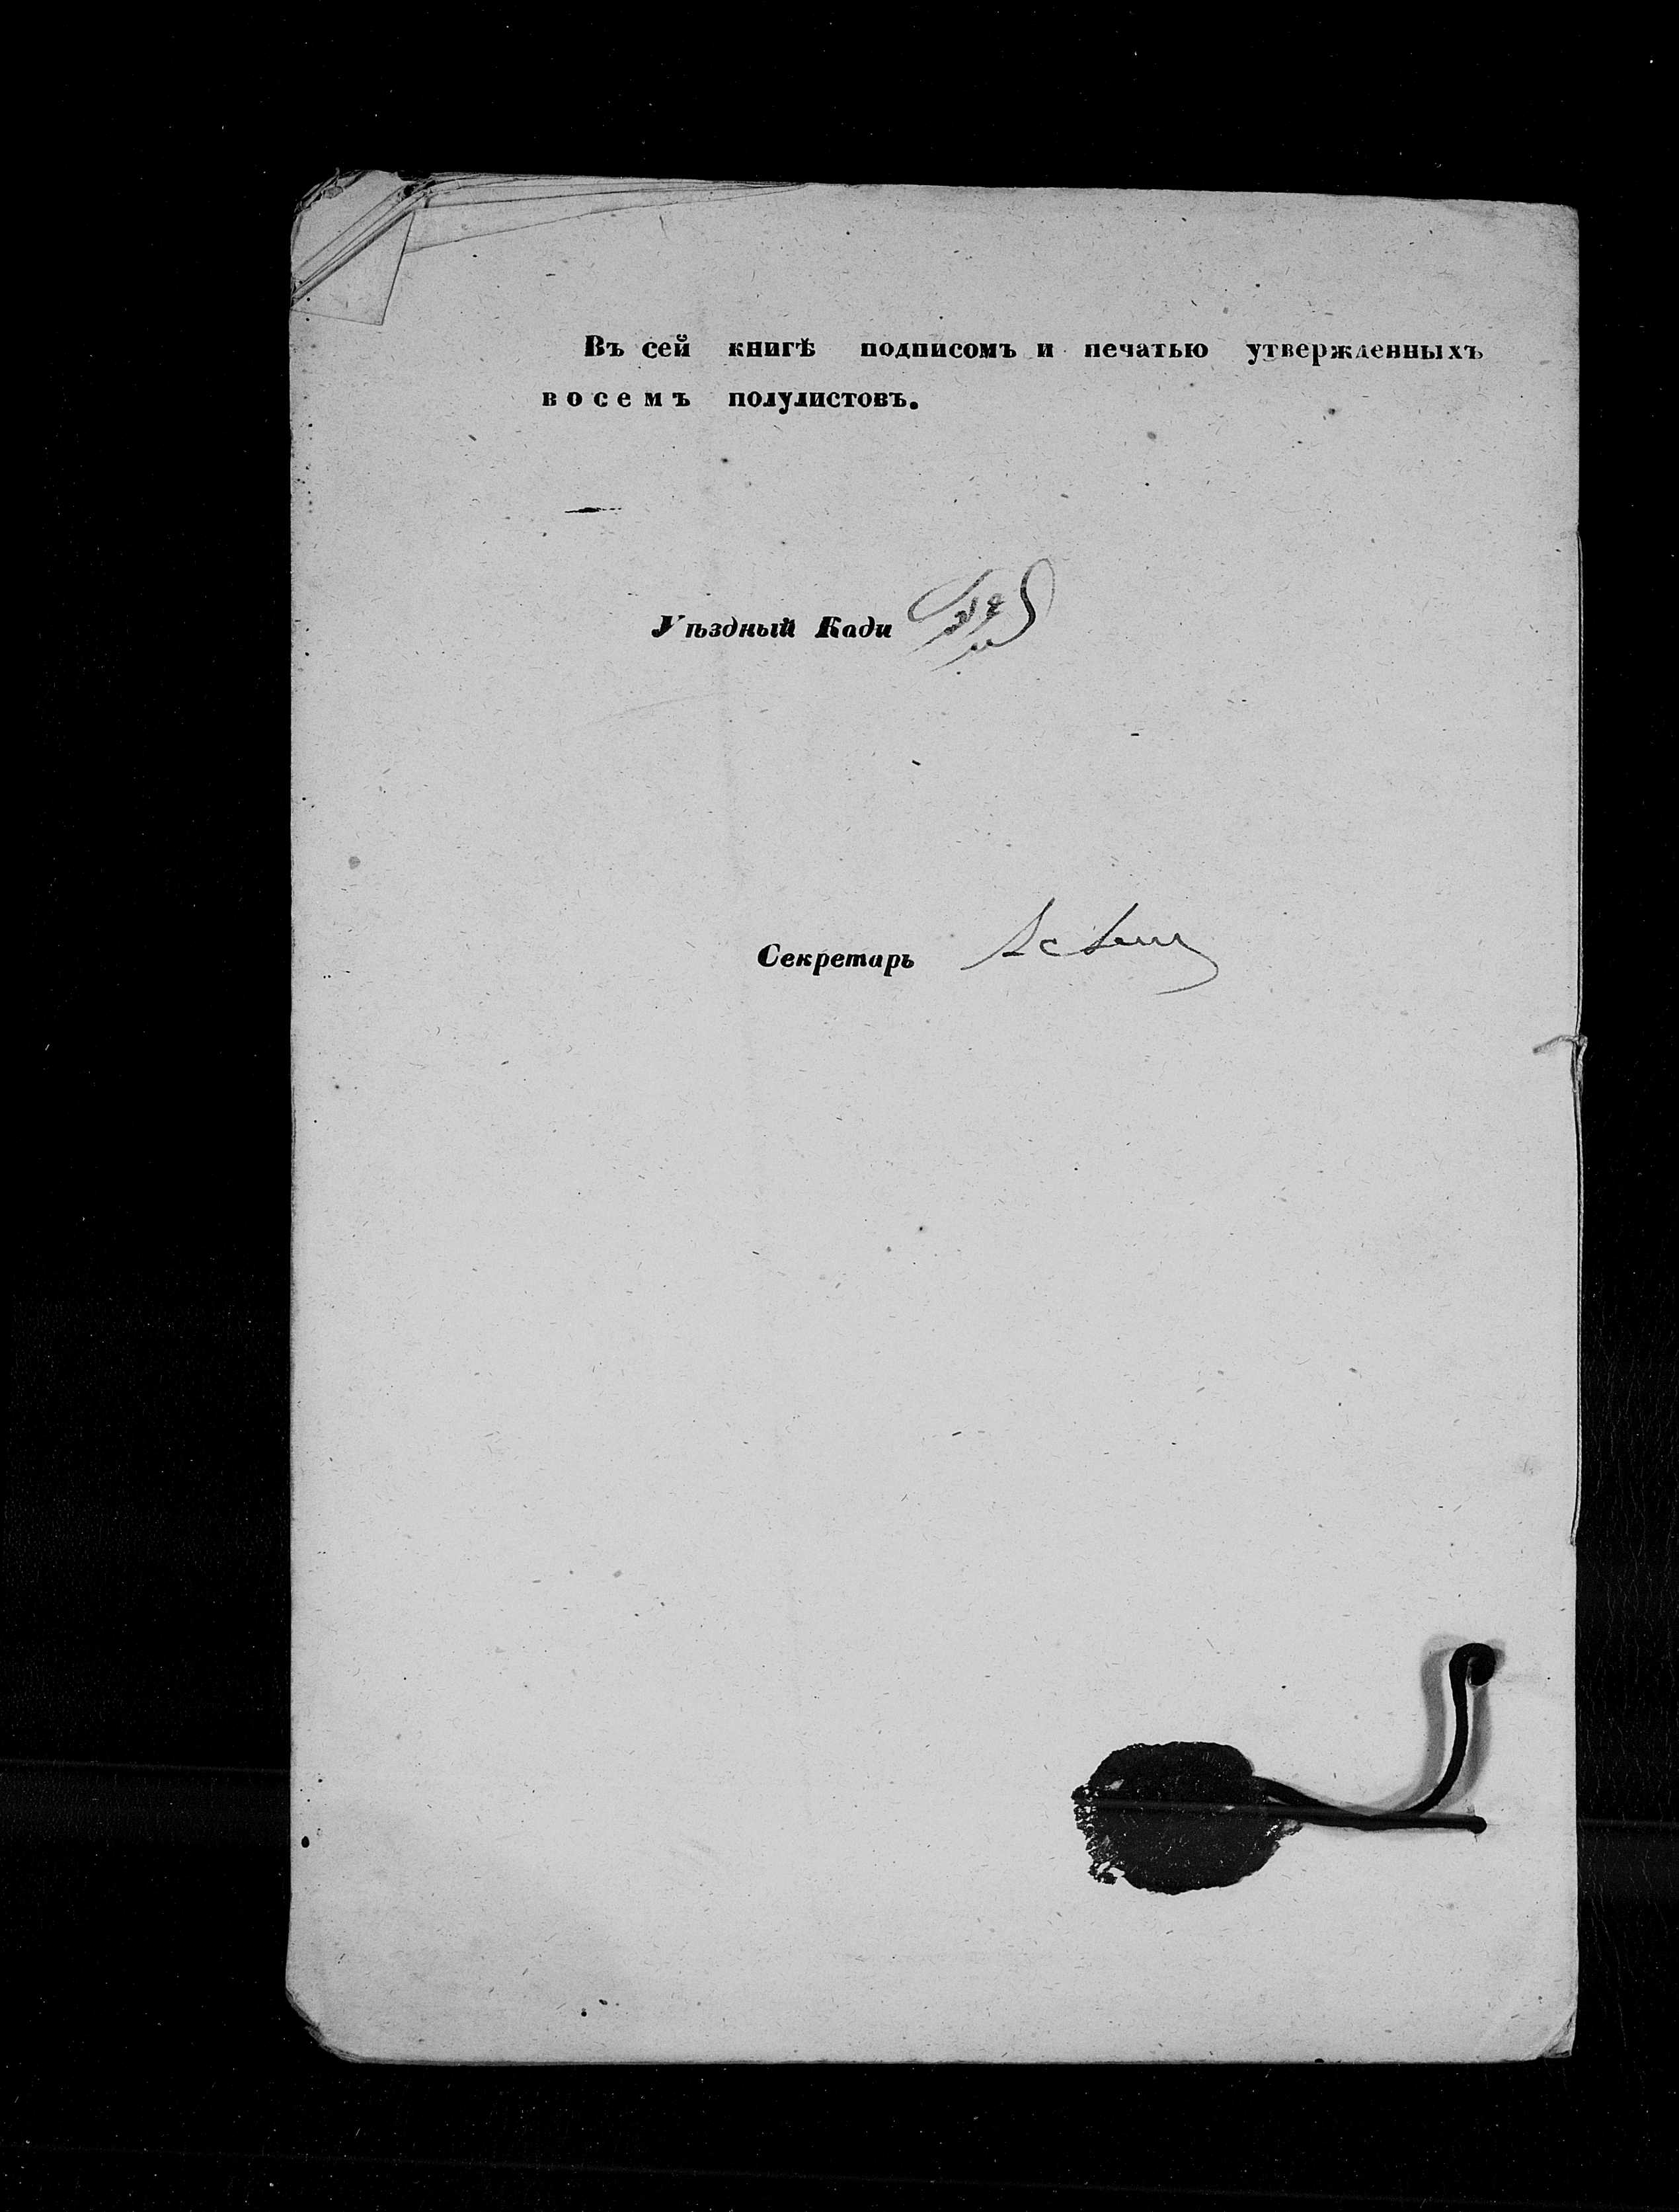 Въ сей книгѣ подписомъ и печатью утвержденныхъ
восемъ полулистовъ.
Уѣздный Кади
Секретарь